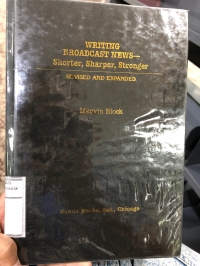 WRITING
BROADCAST NEWS—
Shorter, Sharper, Stronger
REVISED AND EXPANDED
Mervin Block
Bonus Books, Inc., Chicago